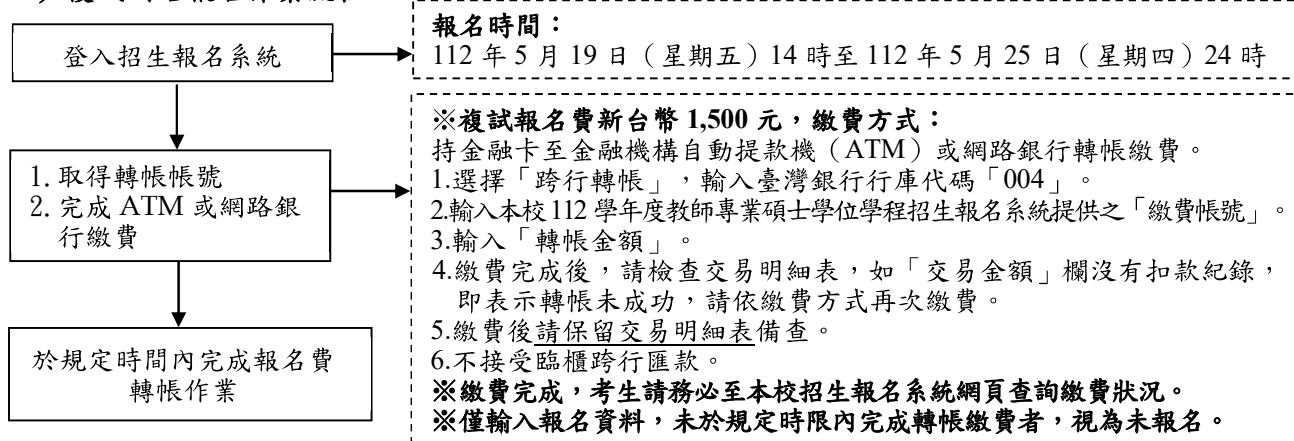 登入招生報名系統
報名時間：
112 年 5 月 19 日（星期五）14 時至 112 年 5 月 25 日（星期四）24 時
1. 取得轉帳帳號
2. 完成 ATM 或網路銀
行繳費
※複試報名費新台幣 1,500 元，繳費方式：
持金融卡至金融機構自動提款機（ATM）或網路銀行轉帳繳費。
1.選擇「跨行轉帳」，輸入臺灣銀行行庫代碼「004」。
2.輸入本校 112 學年度教師專業碩士學位學程招生報名系統提供之「繳費帳號」。
3.輸入「轉帳金額」。
4.繳費完成後，請檢查交易明細表，如「交易金額」欄沒有扣款紀錄，
即表示轉帳未成功，請依繳費方式再次繳費。
5.繳費後請保留交易明細表備查。
6.不接受臨櫃跨行匯款。
※繳費完成，考生請務必至本校招生報名系統網頁查詢繳費狀況。
※僅輸入報名資料，未於規定時限內完成轉帳繳費者，視為未報名。
於規定時間內完成報名費
轉帳作業